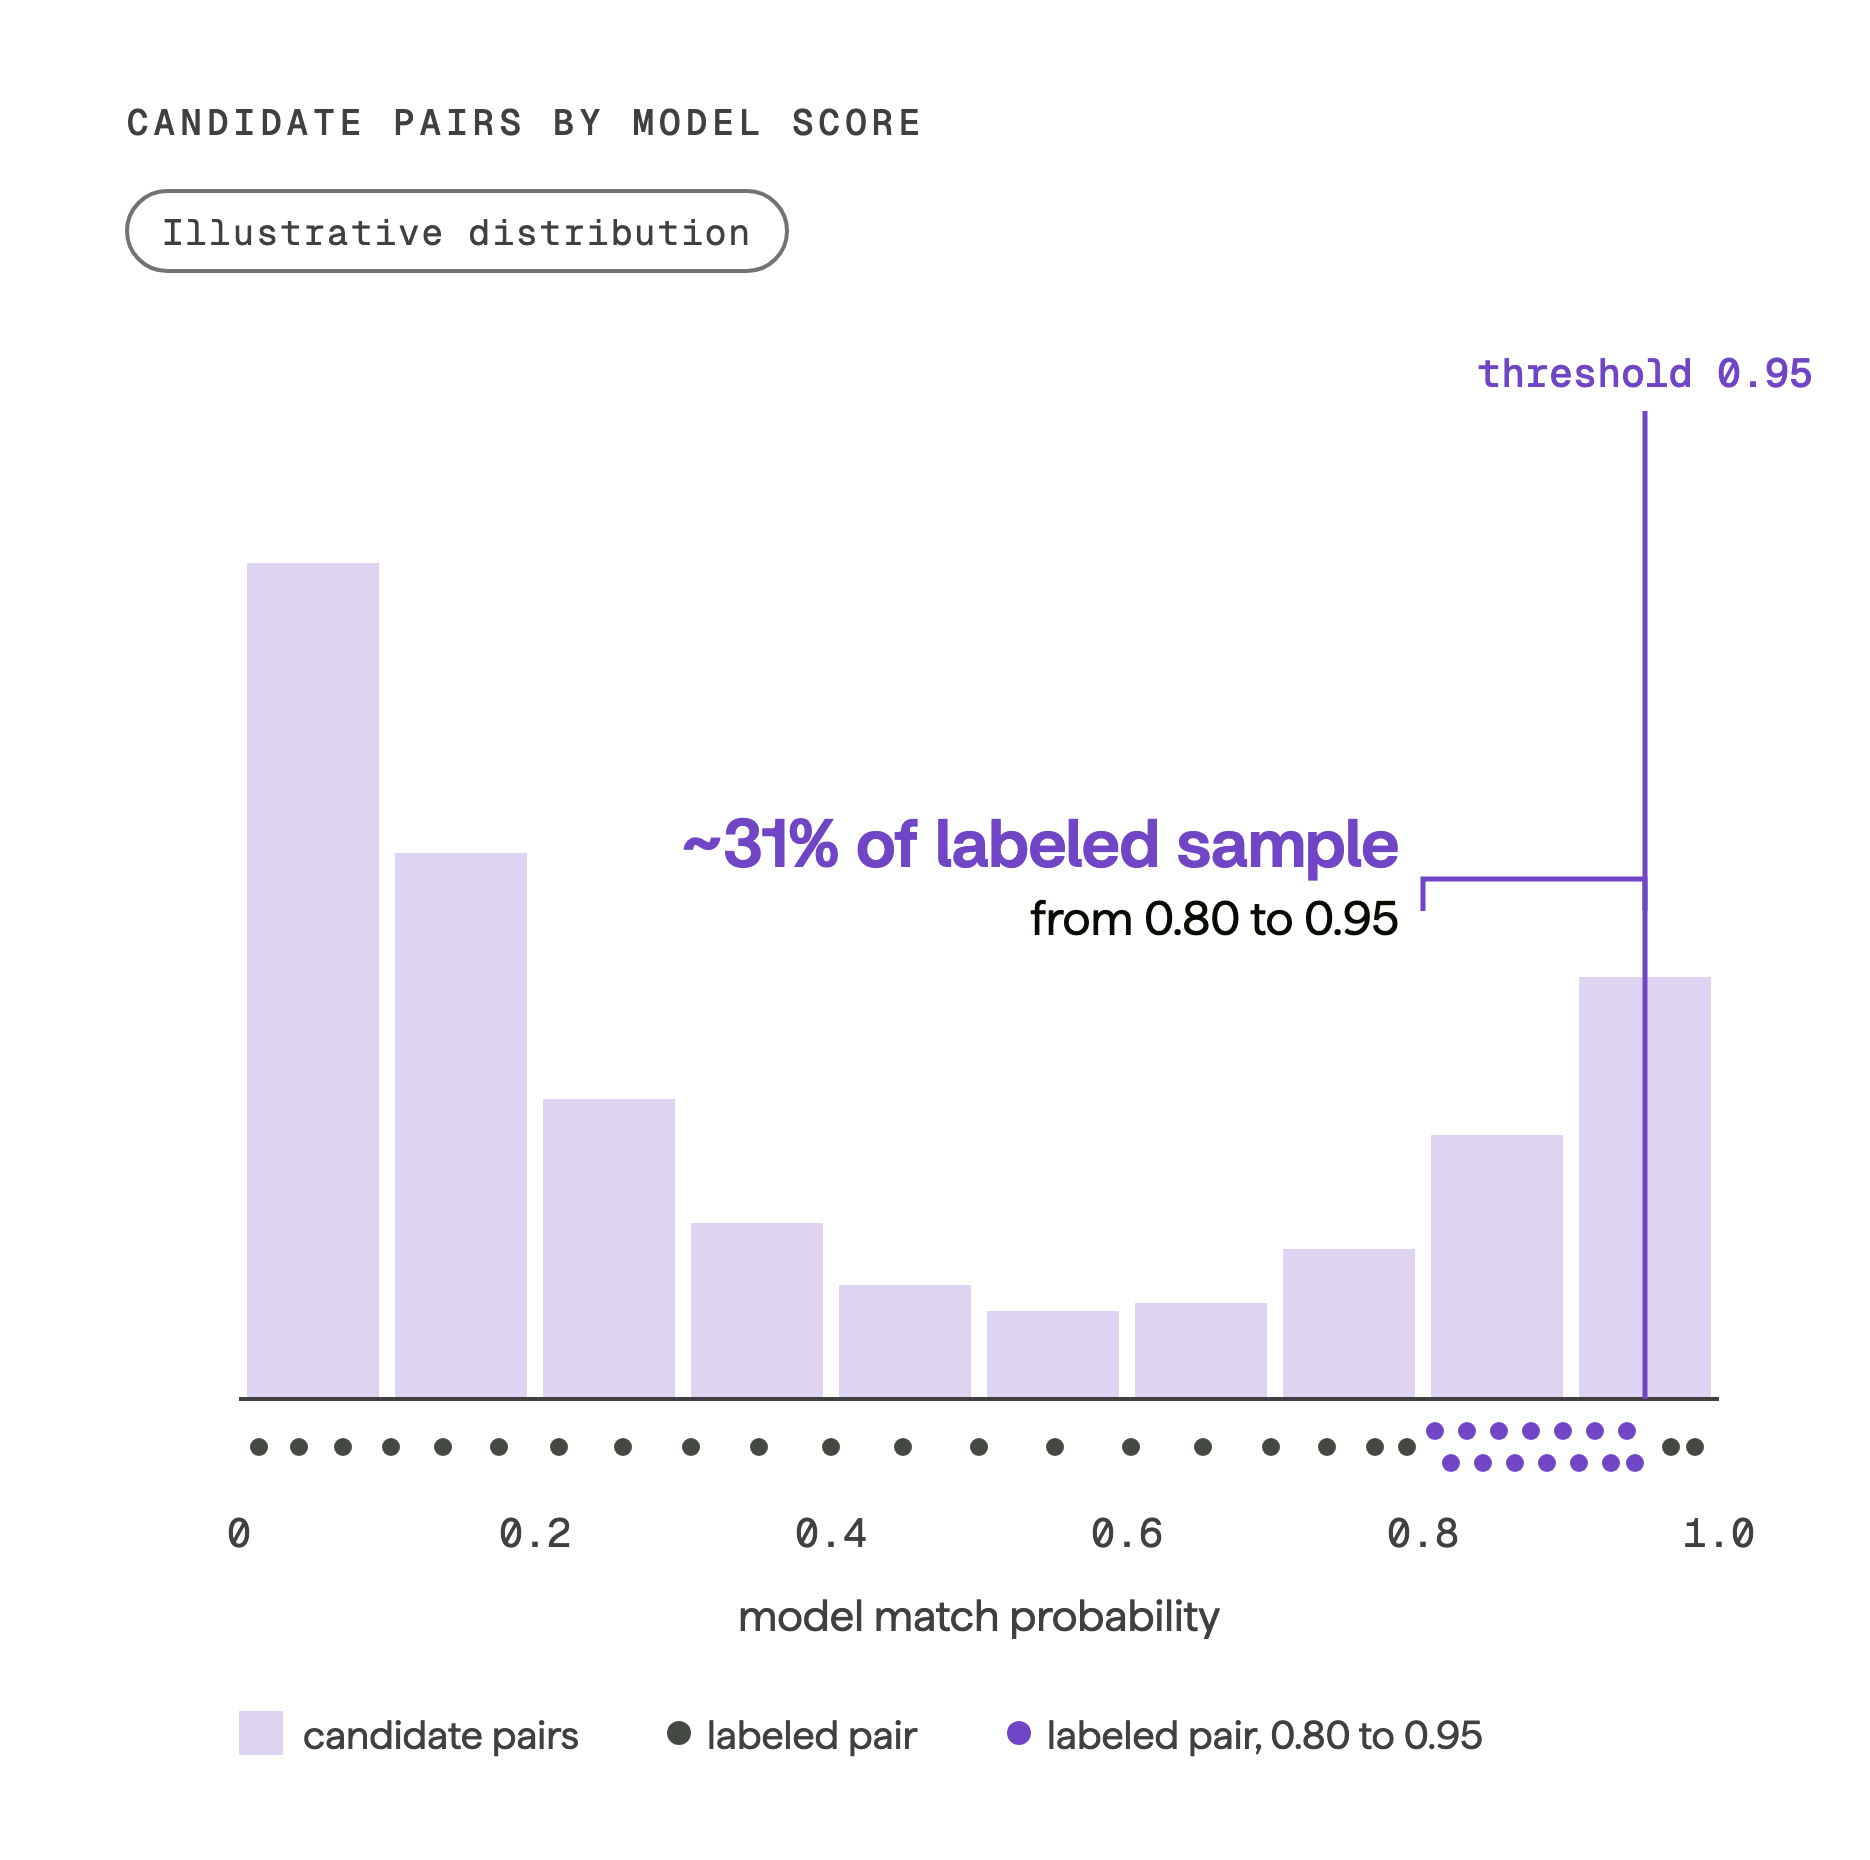 CANDIDATE PAIRS BY MODEL SCORE
Illustrative distribution
threshold 0.95
~31% of labeled sample
from 0.80 to 0.95
0 0.2 0.4 0.6 0.8 1.0
model match probability
candidate pairs labeled pair labeled pair, 0.80 to 0.95